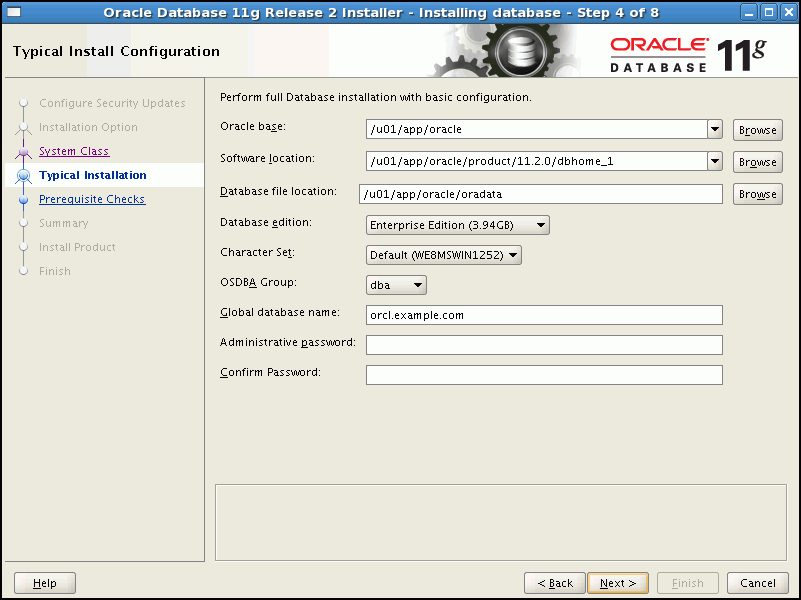 Oracle Database 11g Release 2 Installer - Installing database - Step 4 of 8
Typical Install Configuration
ORACLE
DATABASE
11g
Configure Security Updates
Installation Option
System Class
Typical Installation
Prerequisite Checks
Summary
Install Product
Finish
Perform full Database installation with basic configuration.
Oracle base: /u01/app/oracle Browse
Software location: /u01/app/oracle/product/11.2.0/dbhome_1 Browse
Database file location: /u01/app/oracle/oradata Browse
Database edition: Enterprise Edition (3.94GB)
Character Set: Default (WE8MSWIN1252)
OSDBA Group: dba
Global database name: orcl.example.com
Administrative password:
Confirm Password:
Help < Back Next > Finish Cancel